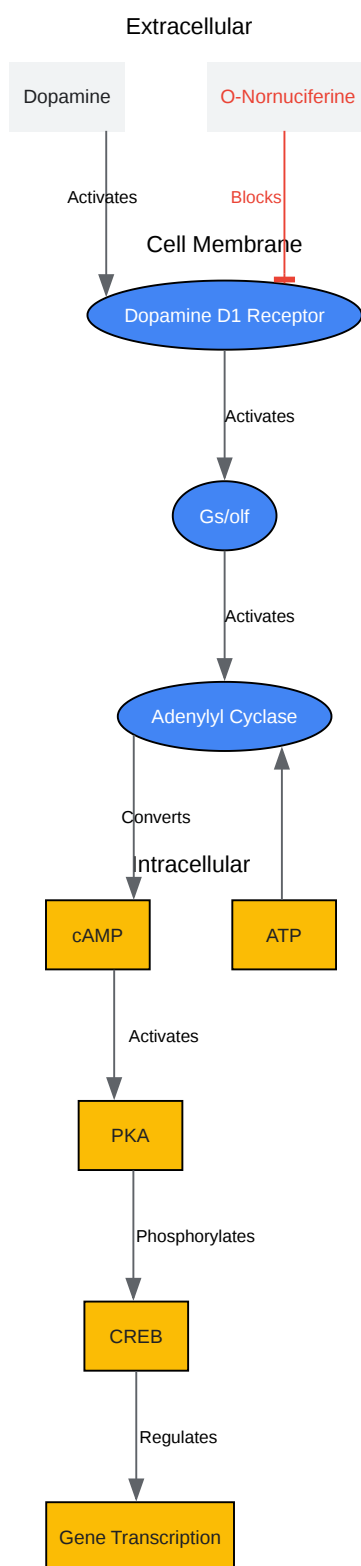 Extracellular
Dopamine
O-Nornuciferine
Activates
Blocks
Cell Membrane
Dopamine D1 Receptor
Activates
Gs/olf
Activates
Adenylyl Cyclase
Converts
Intracellular
cAMP
ATP
Activates
PKA
Phosphorylates
CREB
Regulates
Gene Transcription